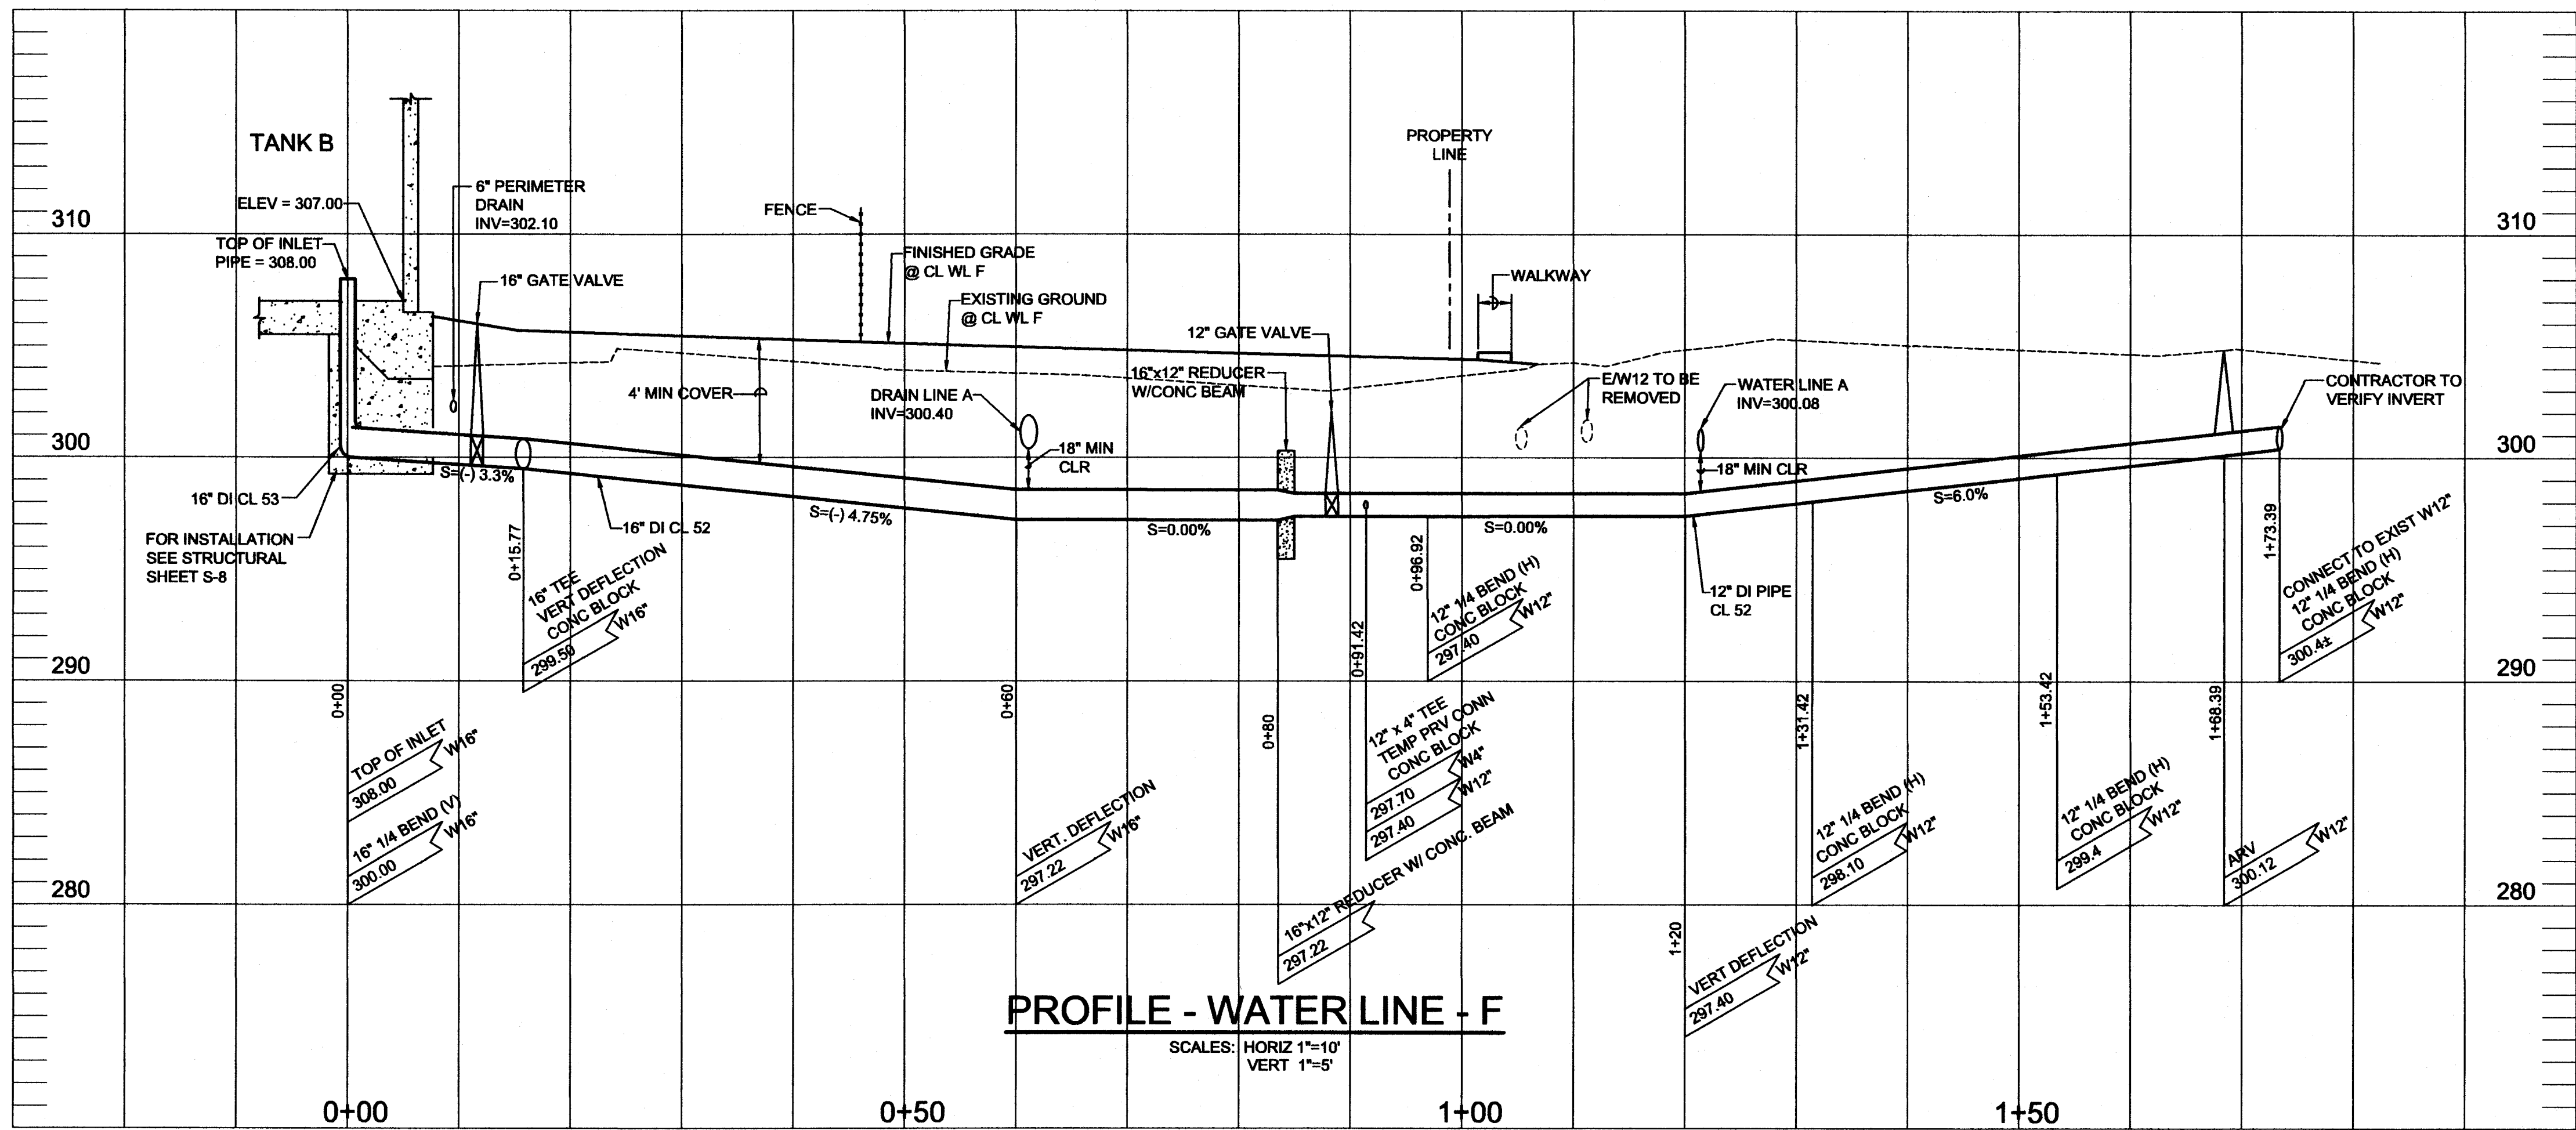 TANK B
PROPERTY
LINE
6" PERIMETER
DRAIN
INV=302.10
ELEV = 307.00
FENCE
310
310
TOP OF INLET
PIPE = 308.00
FINISHED GRADE
@ CL WL F
16" GATE VALVE
WALKWAY
EXISTING GROUND
@ CL WL F
12" GATE VALVE
16"x12" REDUCER
W/CONC BEAM
4' MIN COVER
DRAIN LINE A
INV=300.40
E/W12 TO BE
REMOVED
WATER LINE A
INV=300.08
CONTRACTOR TO
VERIFY INVERT
300
300
18" MIN
CLR
18" MIN CLR
S=(-) 3.3%
16" DI CL 53
S=(-) 4.75%
16" DI CL 52
S=0.00%
S=0.00%
S=6.0%
FOR INSTALLATION
SEE STRUCTURAL
SHEET S-8
12" DI PIPE
CL 52
0+15.77
16" TEE
VERT DEFLECTION
CONC BLOCK
W16"
299.50
0+96.92
12" 1/4 BEND (H)
CONC BLOCK
W12"
297.40
1+73.39
CONNECT TO EXIST W12"
12" 1/4 BEND (H)
CONC BLOCK
W12"
300.4±
290
290
0+00
TOP OF INLET
W16"
308.00
16" 1/4 BEND (V)
W16"
300.00
0+60
VERT. DEFLECTION
W16"
297.22
0+80
16"x12" REDUCER W/ CONC. BEAM
297.22
0+91.42
12" x 4" TEE
TEMP PRV CONN
CONC BLOCK
W4"
297.70
W12"
297.40
1+20
VERT DEFLECTION
W12"
297.40
1+31.42
12" 1/4 BEND (H)
CONC BLOCK
W12"
298.10
1+53.42
12" 1/4 BEND (H)
CONC BLOCK
W12"
299.4
1+68.39
ARV
W12"
300.12
280
280
PROFILE - WATER LINE - F
SCALES: HORIZ 1"=10'
VERT 1"=5'
0+00
0+50
1+00
1+50